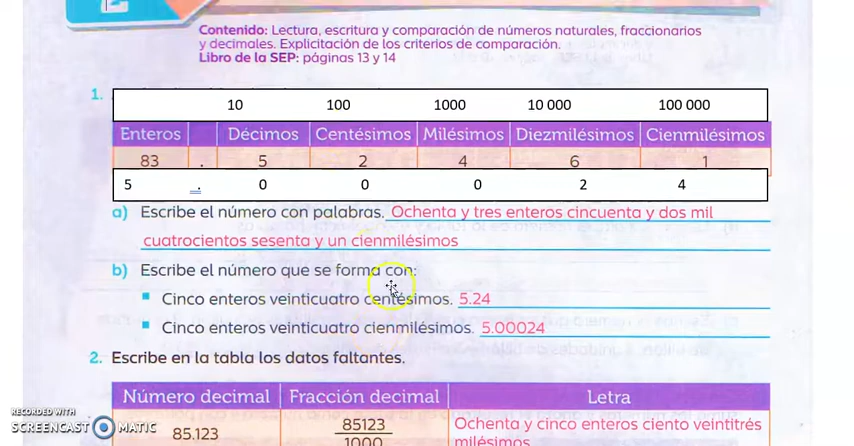 Contenido: Lectura, escritura y comparación de números naturales, fraccionarios
y decimales. Explicitación de los criterios de comparación.
Libro de la SEP: páginas 13 y 14
1.
10 100 1000 10 000 100 000
Enteros Décimos Centésimos Milésimos Diezmilésimos Cienmilésimos
83 . 5 2 4 6 1
5 . 0 0 0 2 4
a) Escribe el número con palabras. Ochenta y tres enteros cincuenta y dos mil
cuatrocientos sesenta y un cienmilésimos
b) Escribe el número que se forma con:
Cinco enteros veinticuatro centésimos. 5.24
Cinco enteros veinticuatro cienmilésimos. 5.00024
2. Escribe en la tabla los datos faltantes.
Número decimal Fracción decimal Letra
85.123 85123 Ochenta y cinco enteros ciento veintitrés
1000 milésimos
RECORDED WITH
SCREENCAST MATIC